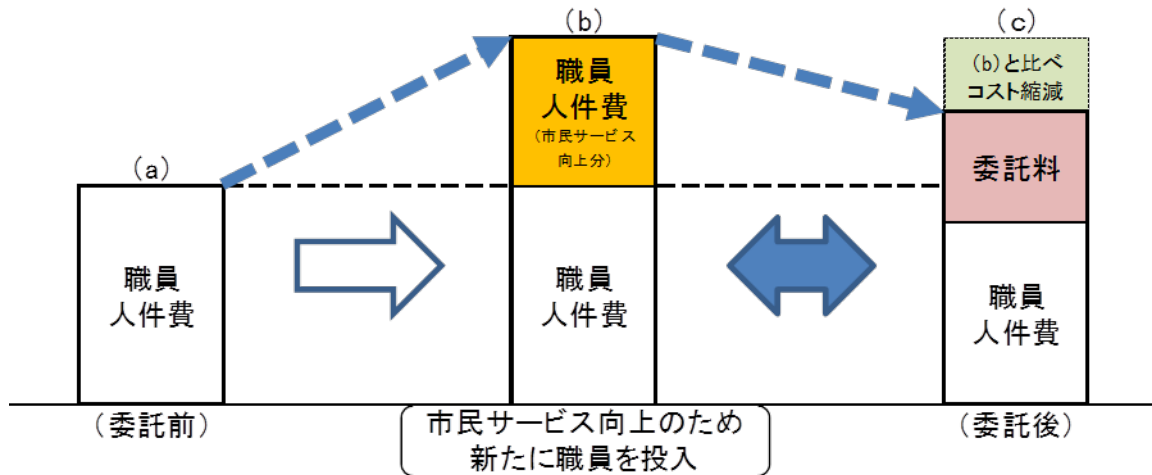 (a)
職員
人件費
(委託前)
(b)
職員
人件費
(市民サービス
向上分)
職員
人件費
市民サービス向上のため
新たに職員を投入
(c)
(b)と比べ
コスト縮減
委託料
職員
人件費
(委託後)